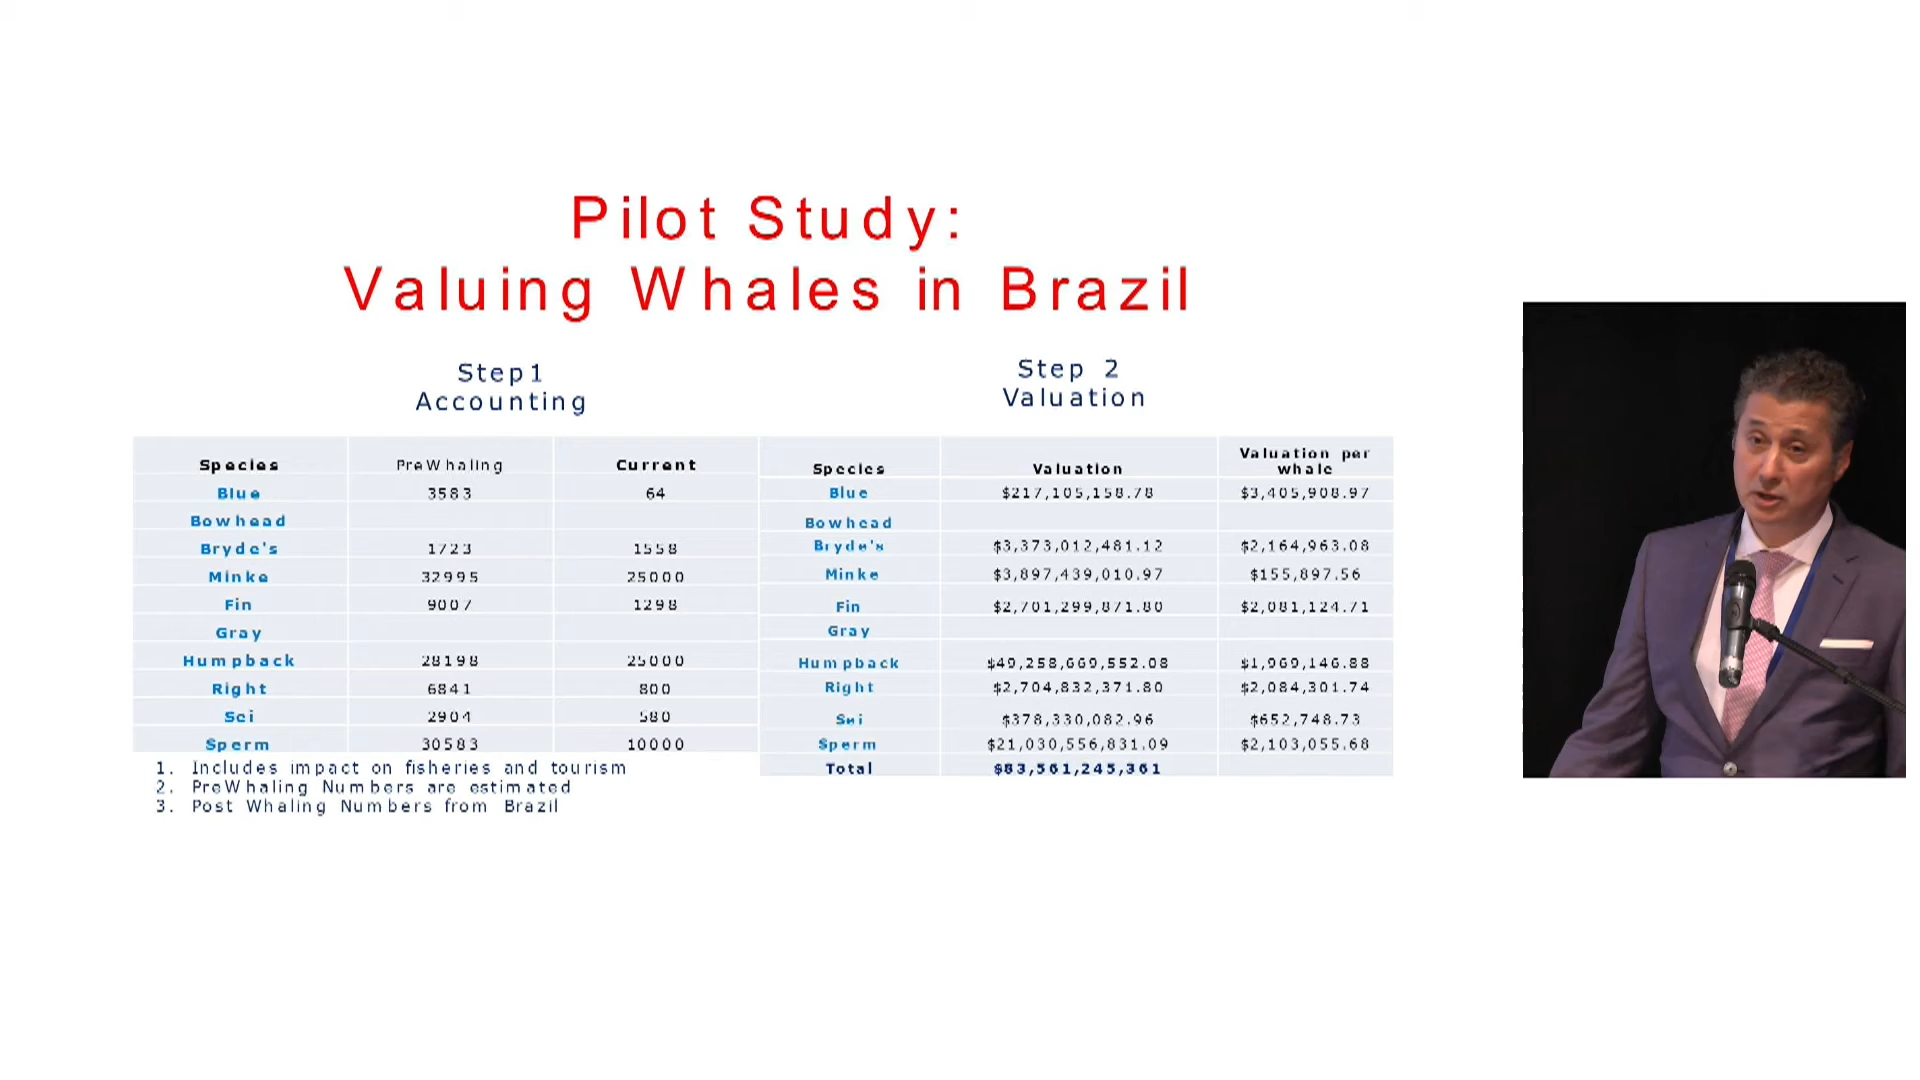 Pilot Study:
Valuing Whales in Brazil
Step1
Accounting
Step 2
Valuation
Species PreWhaling Current
Blue 3583 64
Bowhead
Bryde's 1723 1558
Minke 32995 25000
Fin 9007 1298
Gray
Humpback 28198 25000
Right 6841 800
Sei 2904 580
Sperm 30583 10000
1. Includes impact on fisheries and tourism
2. PreWhaling Numbers are estimated
3. Post Whaling Numbers from Brazil
Species Valuation Valuation per whale
Blue $217,105,158.78 $3,405,908.97
Bowhead
Bryde's $3,373,012,481.12 $2,164,963.08
Minke $3,897,439,010.97 $155,897.56
Fin $2,701,299,871.80 $2,081,124.71
Gray
Humpback $49,258,669,552.08 $1,969,146.88
Right $2,704,832,371.80 $2,084,301.74
Sei $378,330,082.96 $652,748.73
Sperm $21,030,556,831.09 $2,103,055.68
Total $83,561,245,361